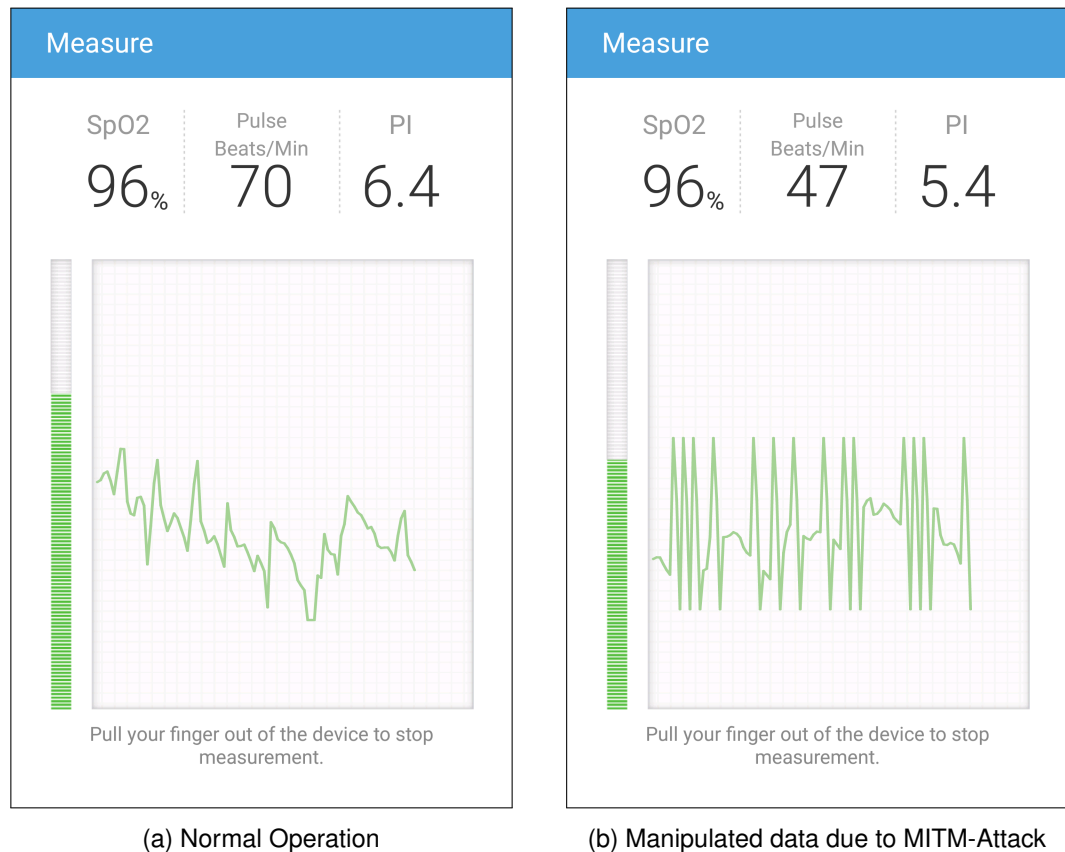 Measure
SpO2
Pulse
Beats/Min
PI
96%
70
6.4
Pull your finger out of the device to stop
measurement.
(a) Normal Operation
Measure
SpO2
Pulse
Beats/Min
PI
96%
47
5.4
Pull your finger out of the device to stop
measurement.
(b) Manipulated data due to MITM-Attack